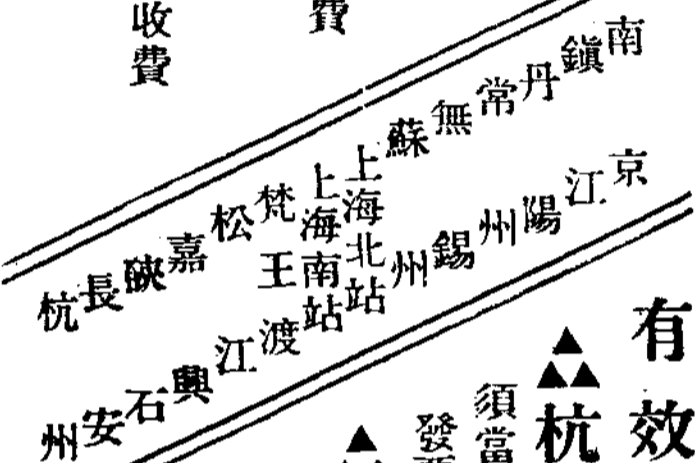 費
收費
南京
鎮江
丹陽
常州
無錫
蘇州
上海北站
上海南站
梵王渡
松江
嘉興
硤石
長安
杭州
有效
杭
須當
發